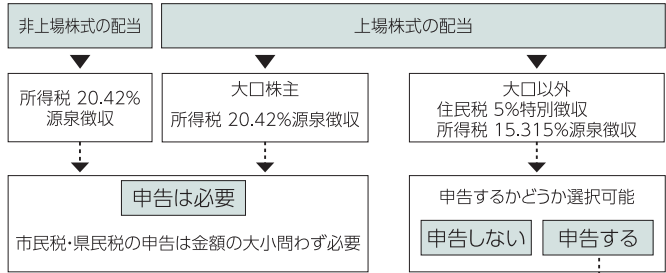 非上場株式の配当
上場株式の配当
所得税 20.42%
源泉徴収
大口株主
所得税 20.42%源泉徴収
大口以外
住民税 5%特別徴収
所得税 15.315%源泉徴収
申告は必要
市民税・県民税の申告は金額の大小問わず必要
申告するかどうか選択可能
申告しない
申告する